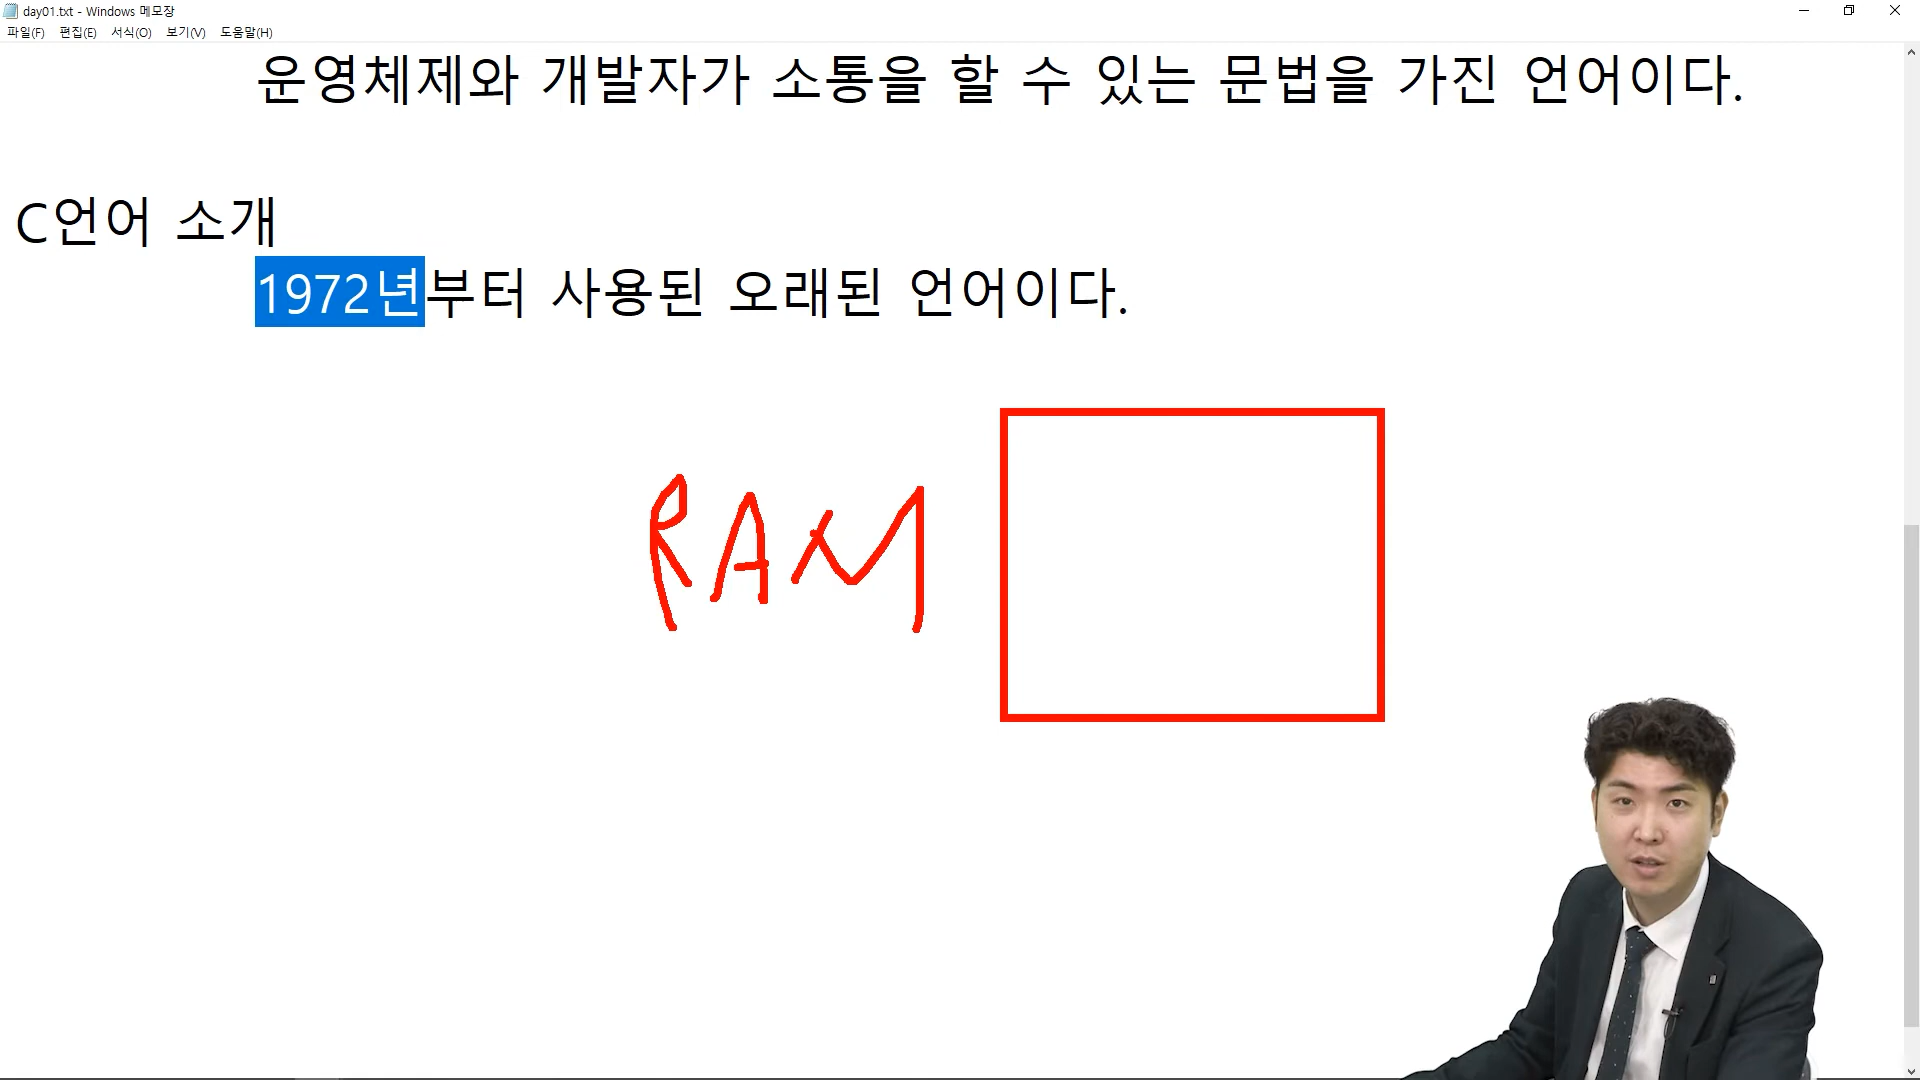 day01.txt - Windows 메모장
파일(F) 편집(E) 서식(O) 보기(V) 도움말(H)
운영체제와 개발자가 소통을 할 수 있는 문법을 가진 언어이다.
C언어 소개
1972년부터 사용된 오래된 언어이다.
RAM